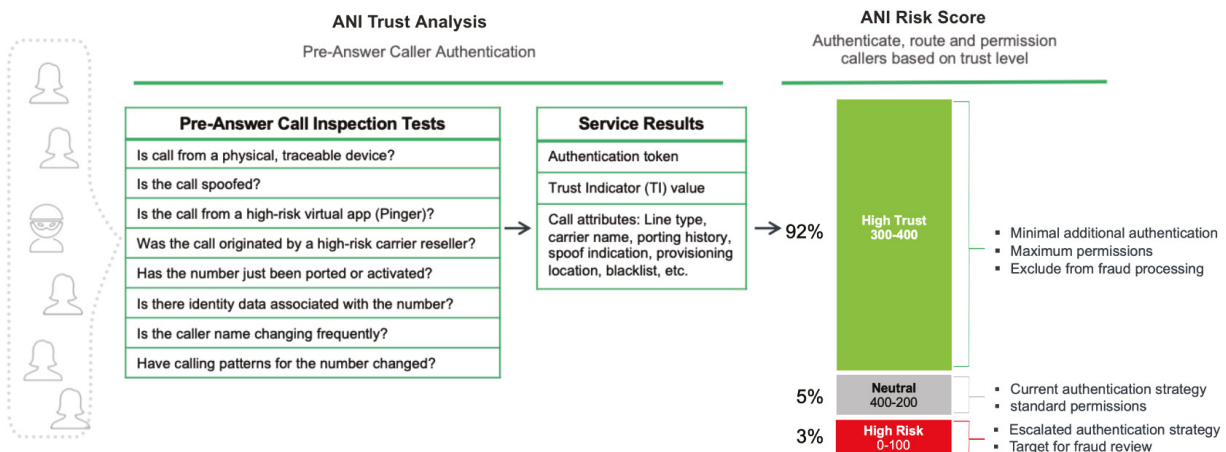 ANI Trust Analysis
Pre-Answer Caller Authentication
Pre-Answer Call Inspection Tests
Is call from a physical, traceable device?
Is the call spoofed?
Is the call from a high-risk virtual app (Pinger)?
Was the call originated by a high-risk carrier reseller?
Has the number just been ported or activated?
Is there identity data associated with the number?
Is the caller name changing frequently?
Have calling patterns for the number changed?
Service Results
Authentication token
Trust Indicator (TI) value
Call attributes: Line type,
carrier name, porting history,
spoof indication, provisioning
location, blacklist, etc.
ANI Risk Score
Authenticate, route and permission
callers based on trust level
92%
High Trust
300-400
▪ Minimal additional authentication
▪ Maximum permissions
▪ Exclude from fraud processing
5%
Neutral
400-200
▪ Current authentication strategy
▪ standard permissions
3%
High Risk
0-100
▪ Escalated authentication strategy
▪ Target for fraud review